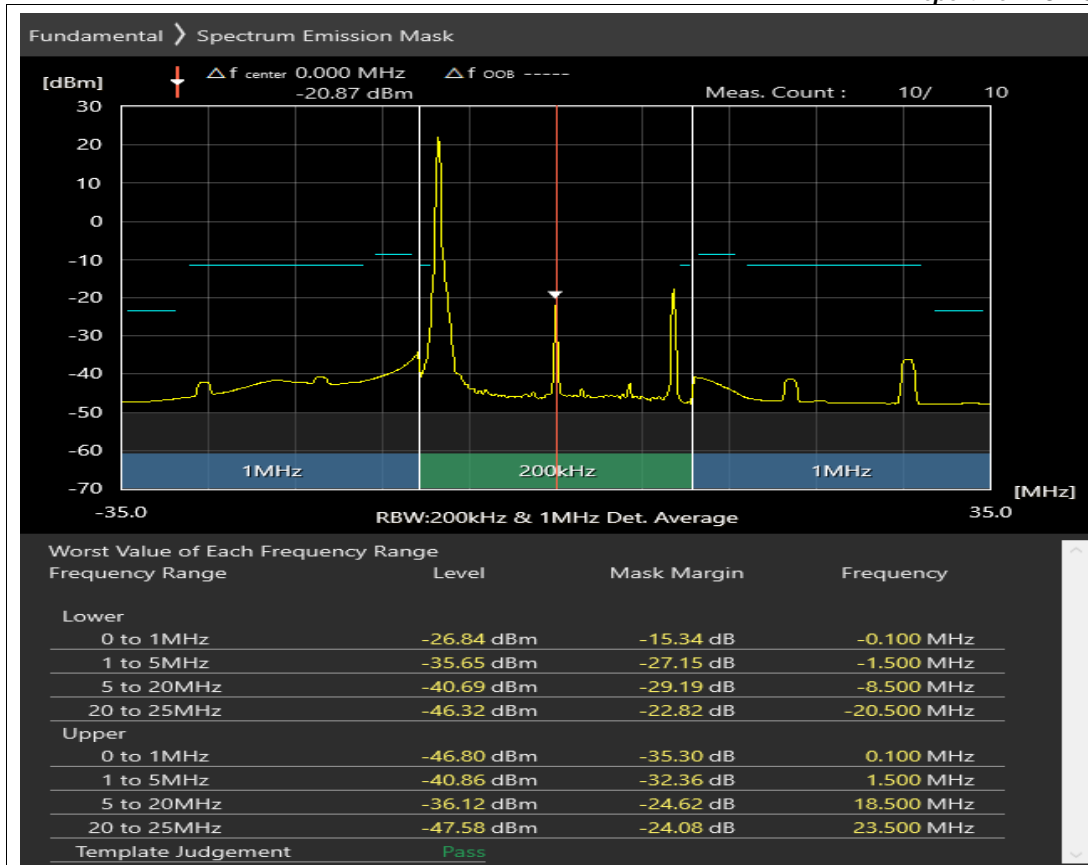 Fundamental ❯ Spectrum Emission Mask
[dBm] △f center 0.000 MHz △f OOB -----
-20.87 dBm Meas. Count : 10/ 10
30
20
10
0
-10
-20
-30
-40
-50
-60
-70
1MHz 200kHz 1MHz
[MHz]
-35.0 RBW:200kHz & 1MHz Det. Average 35.0
Worst Value of Each Frequency Range
Frequency Range Level Mask Margin Frequency
Lower
0 to 1MHz -26.84 dBm -15.34 dB -0.100 MHz
1 to 5MHz -35.65 dBm -27.15 dB -1.500 MHz
5 to 20MHz -40.69 dBm -29.19 dB -8.500 MHz
20 to 25MHz -46.32 dBm -22.82 dB -20.500 MHz
Upper
0 to 1MHz -46.80 dBm -35.30 dB 0.100 MHz
1 to 5MHz -40.86 dBm -32.36 dB 1.500 MHz
5 to 20MHz -36.12 dBm -24.62 dB 18.500 MHz
20 to 25MHz -47.58 dBm -24.08 dB 23.500 MHz
Template Judgement Pass